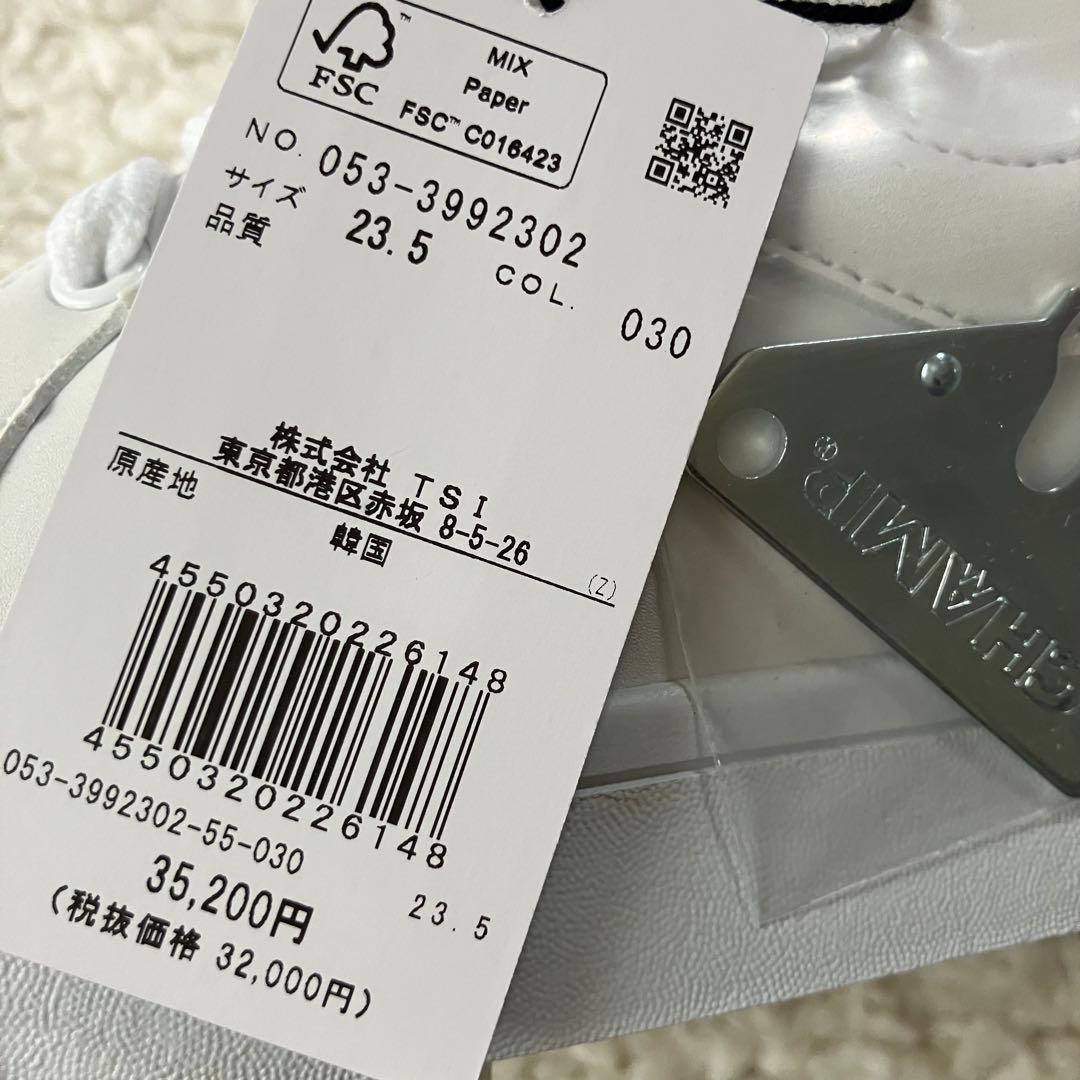 FSC™
MIX
Paper
FSC™ C016423
NO. 053-3992302
サイズ 23.5 COL. 030
品質
株式会社 TSI
東京都港区赤坂 8-5-26
原産地 韓国 (Z)
4550320226148
4550320226148
053-3992302-55-030
35,200円 23.5
(税抜価格 32,000円)